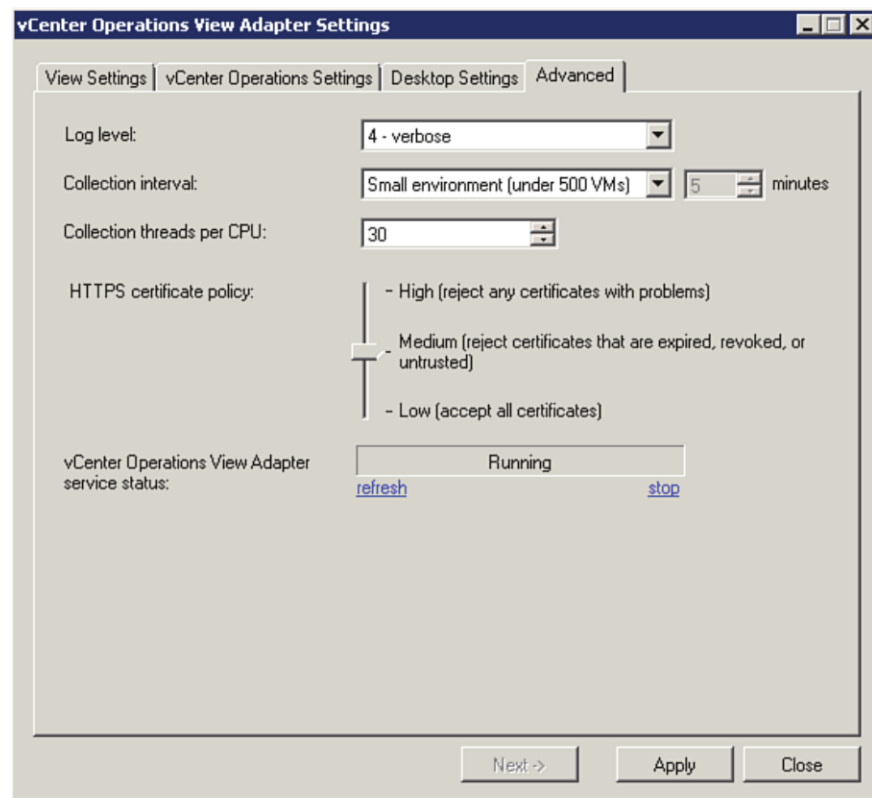 vCenter Operations View Adapter Settings
View Settings vCenter Operations Settings Desktop Settings Advanced
Log level: 4 - verbose
Collection interval: Small environment (under 500 VMs) 5 minutes
Collection threads per CPU: 30
HTTPS certificate policy: - High (reject any certificates with problems)
- Medium (reject certificates that are expired, revoked, or
untrusted)
- Low (accept all certificates)
vCenter Operations View Adapter Running
service status: refresh stop
Next -> Apply Close